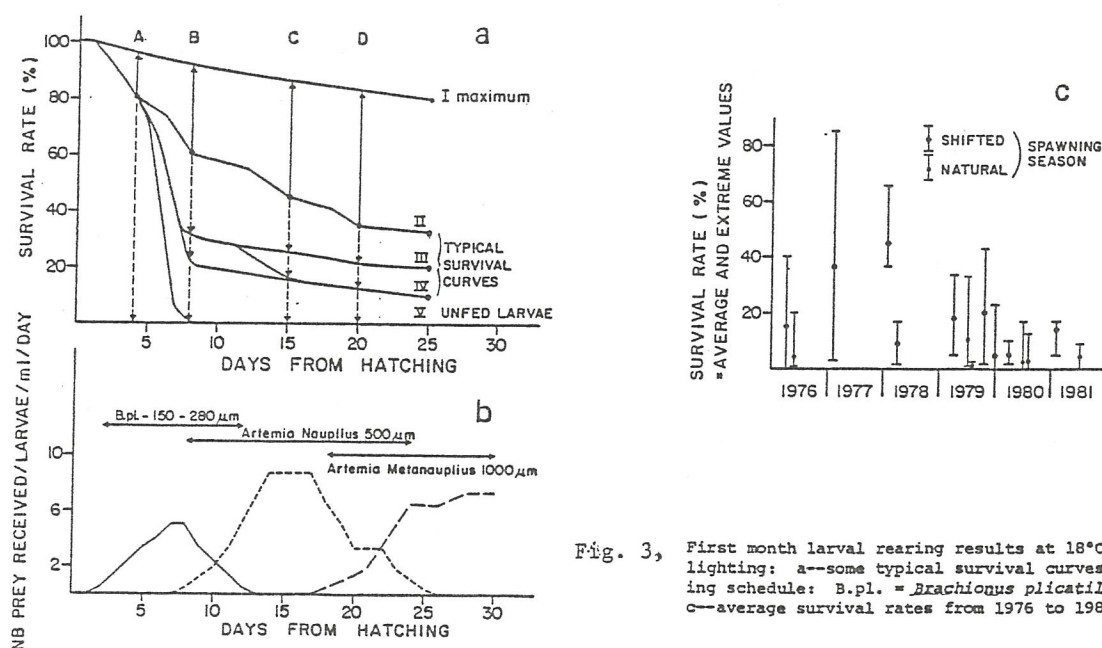 a
A B C D
SURVIVAL RATE (%)
100
80
60
40
20
I maximum
II
III
IV
TYPICAL
SURVIVAL
CURVES
V UNFED LARVAE
5 10 15 20 25 30
DAYS FROM HATCHING
b
NB PREY RECEIVED/LARVAE/ml/DAY
B.pl - 150 - 280 µm
Artemia Nauplius 500 µm
Artemia Metanauplius 1000 µm
10
6
2
5 10 15 20 25 30
DAYS FROM HATCHING
c
SURVIVAL RATE (%)
= AVERAGE AND EXTREME VALUES
SHIFTED
NATURAL
SPAWNING
SEASON
80
60
40
20
1976 1977 1978 1979 1980 1981
Fig. 3, First month larval rearing results at 18°C
lighting: a--some typical survival curves
ing schedule: B.pl. = Brachionus plicatil
c--average survival rates from 1976 to 198